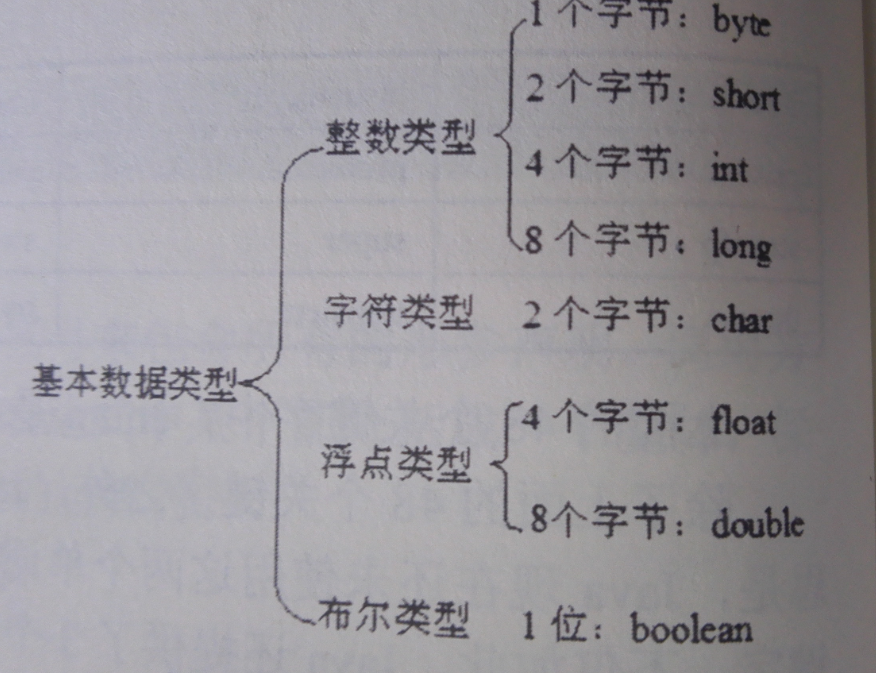 1 个字节：byte
2 个字节：short
整数类型
4 个字节：int
8 个字节：long
字符类型 2 个字节：char
基本数据类型
4 个字节：float
浮点类型
8个字节：double
布尔类型 1 位：boolean